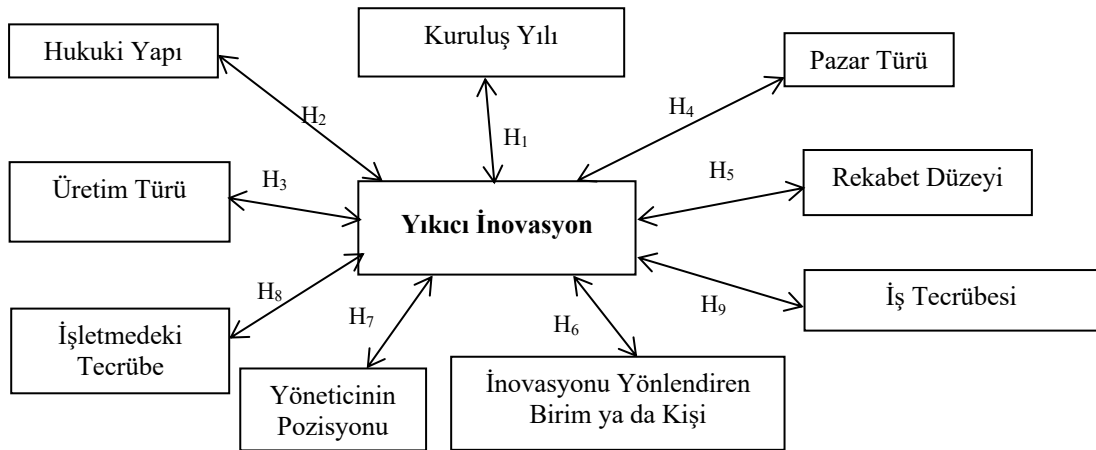 Kuruluş Yılı
Hukuki Yapı
Pazar Türü
H2
H1
H4
Üretim Türü
H3
Yıkıcı İnovasyon
H5
Rekabet Düzeyi
H8
H7
H6
H9
İş Tecrübesi
İşletmedeki
Tecrübe
Yöneticinin
Pozisyonu
İnovasyonu Yönlendiren
Birim ya da Kişi